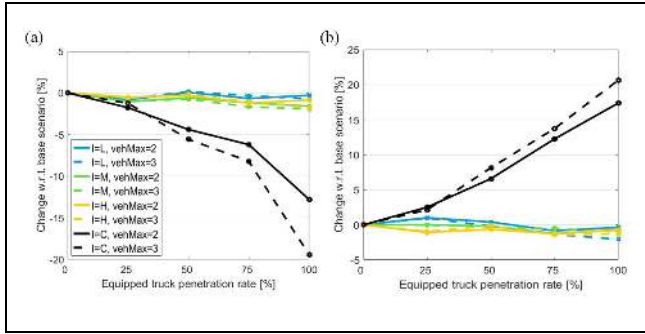 (a)
5
0
-5
-10
-15
-20
Change w.r.t. base scenario [%]
I=L, vehMax=2
I=L, vehMax=3
I=M, vehMax=2
I=M, vehMax=3
I=H, vehMax=2
I=H, vehMax=3
I=C, vehMax=2
I=C, vehMax=3
0 25 50 75 100
Equipped truck penetration rate [%]
(b)
25
20
15
10
5
0
-5
Change w.r.t. base scenario [%]
0 25 50 75 100
Equipped truck penetration rate [%]